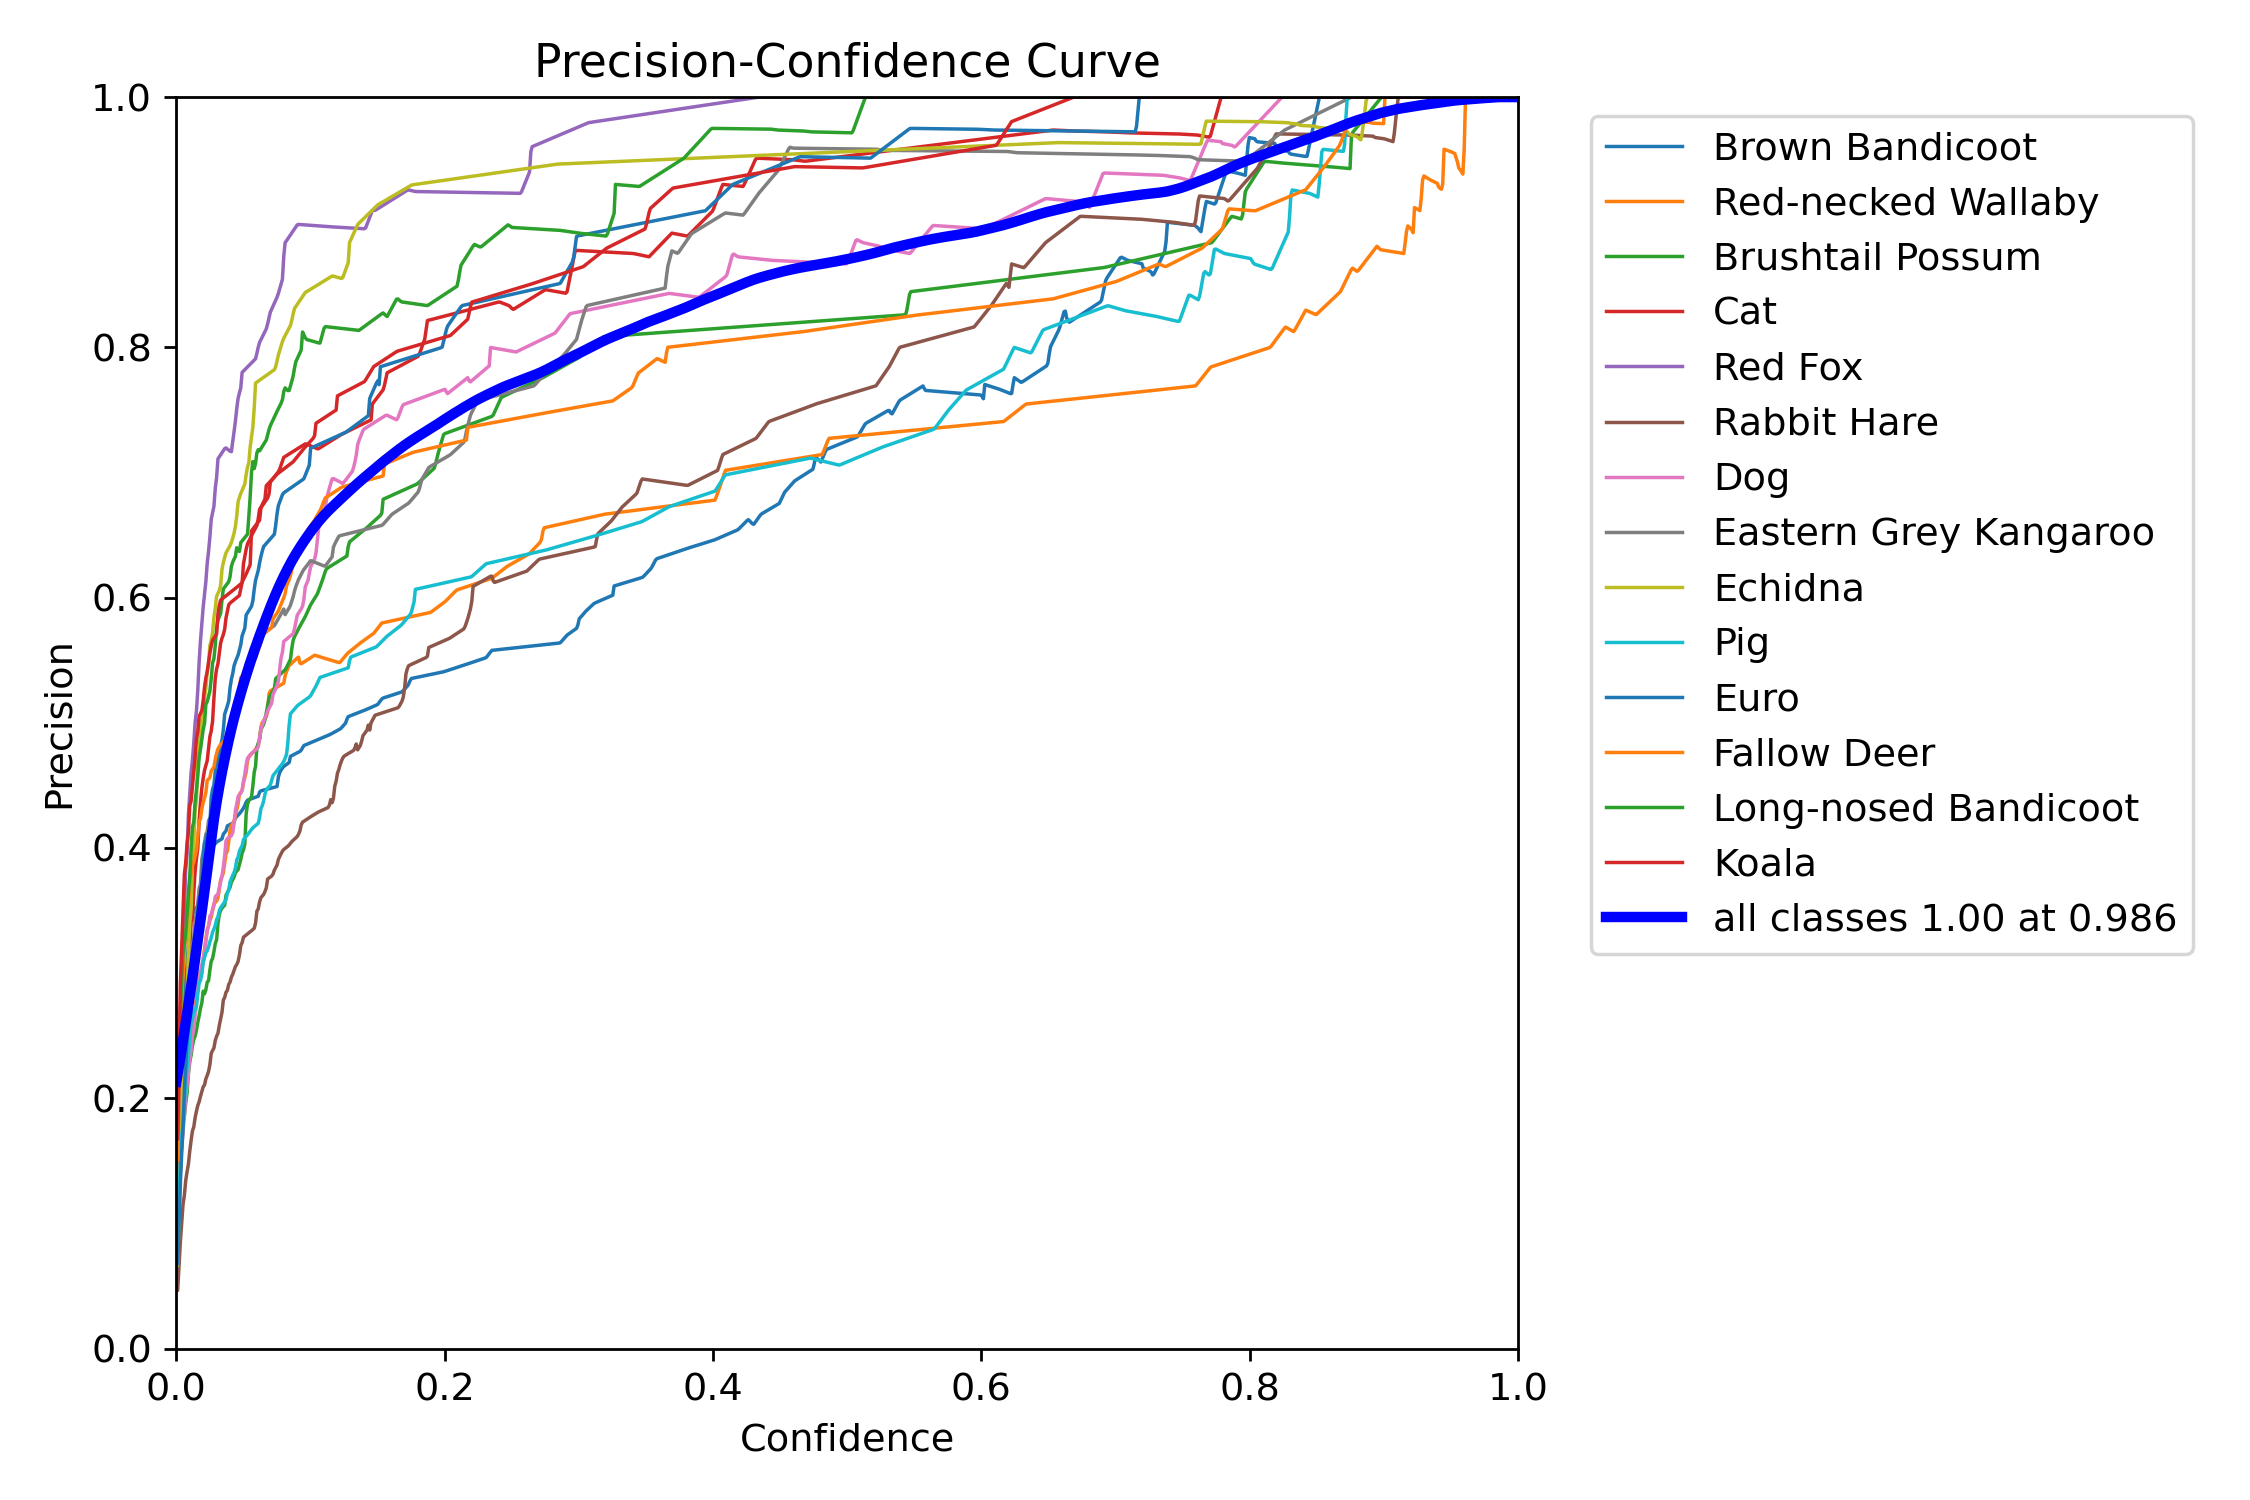 Precision-Confidence Curve
1.0
0.8
0.6
0.4
0.2
0.0
Precision
0.0 0.2 0.4 0.6 0.8 1.0
Confidence
Brown Bandicoot
Red-necked Wallaby
Brushtail Possum
Cat
Red Fox
Rabbit Hare
Dog
Eastern Grey Kangaroo
Echidna
Pig
Euro
Fallow Deer
Long-nosed Bandicoot
Koala
all classes 1.00 at 0.986